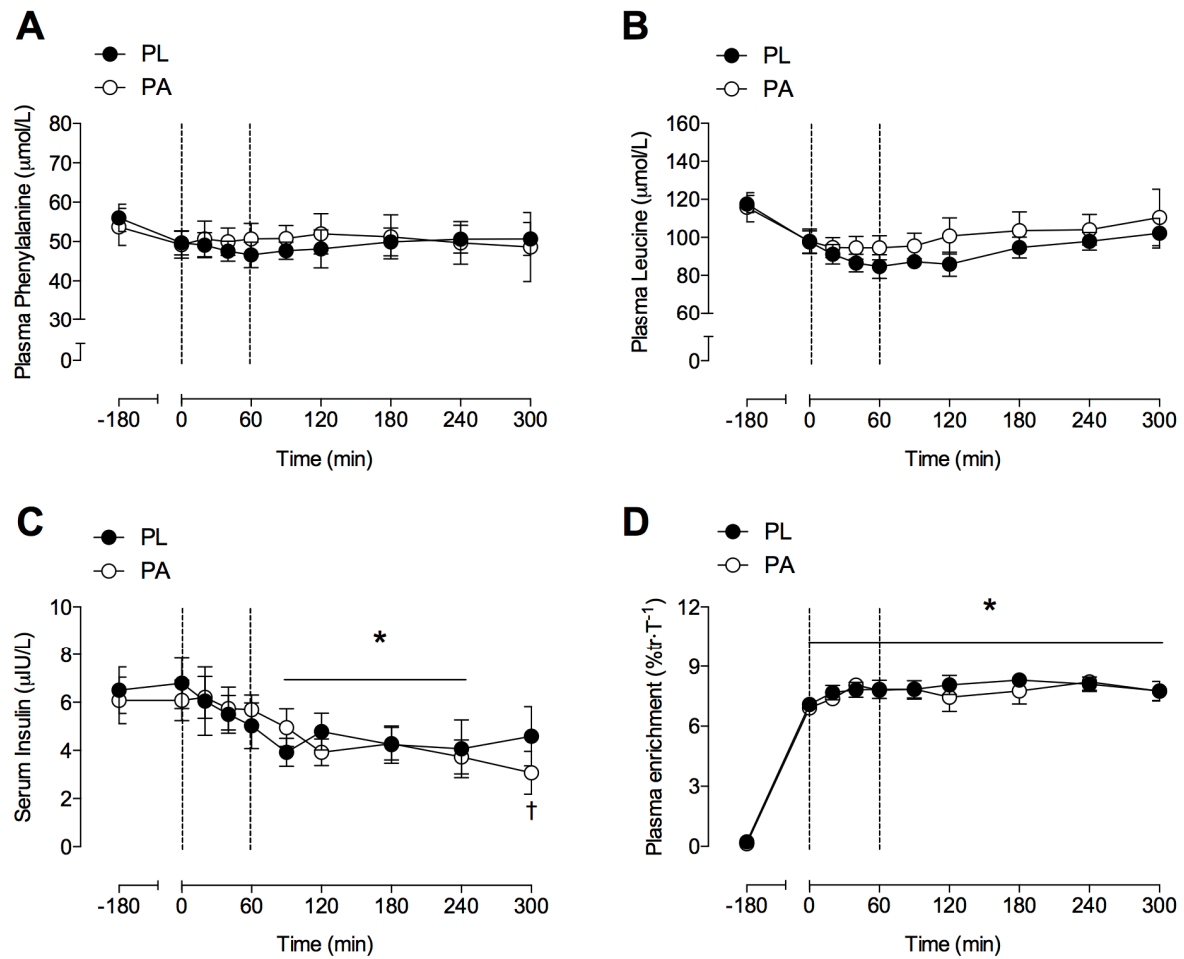 A
PL
PA
Plasma Phenylalanine (μmol/L)
80
70
60
50
40
30
0
-180 0 60 120 180 240 300
Time (min)
B
PL
PA
Plasma Leucine (μmol/L)
160
140
120
100
80
60
0
-180 0 60 120 180 240 300
Time (min)
C
PL
PA
Serum Insulin (μIU/L)
10
8
6
4
2
0
*
†
-180 0 60 120 180 240 300
Time (min)
D
PL
PA
Plasma enrichment (%tr·T⁻¹)
12
9
6
3
0
*
-180 0 60 120 180 240 300
Time (min)